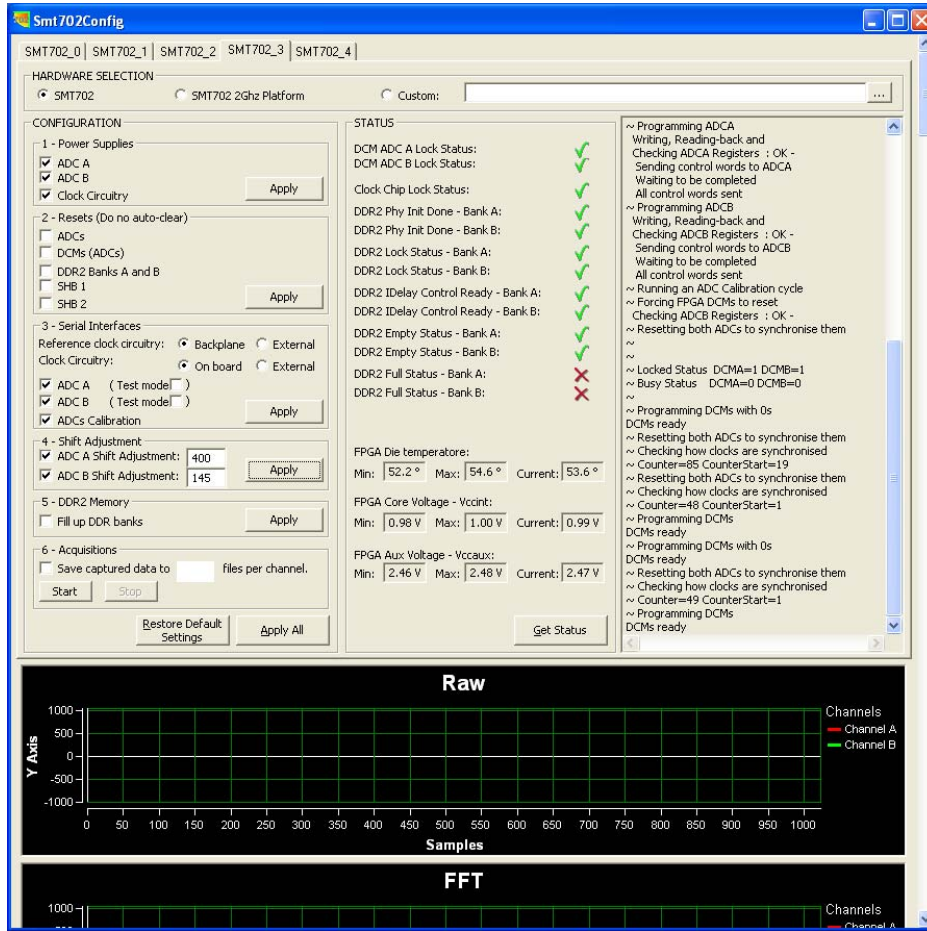 Smt702Config
SMT702_0 SMT702_1 SMT702_2 SMT702_3 SMT702_4
HARDWARE SELECTION
SMT702 SMT702 2Ghz Platform Custom: ...
CONFIGURATION
1 - Power Supplies
ADC A
ADC B
Clock Circuitry Apply
2 - Resets (Do no auto-clear)
ADCs
DCMs (ADCs)
DDR2 Banks A and B
SHB 1
SHB 2 Apply
3 - Serial Interfaces
Reference clock circuitry: Backplane External
Clock Circuitry: On board External
ADC A ( Test mode )
ADC B ( Test mode )
ADCs Calibration Apply
4 - Shift Adjustment
ADC A Shift Adjustment: 400
ADC B Shift Adjustment: 145 Apply
5 - DDR2 Memory
Fill up DDR banks Apply
6 - Acquisitions
Save captured data to files per channel.
Start Stop
Restore Default Settings Apply All
STATUS
DCM ADC A Lock Status:
DCM ADC B Lock Status:
Clock Chip Lock Status:
DDR2 Phy Init Done - Bank A:
DDR2 Phy Init Done - Bank B:
DDR2 Lock Status - Bank A:
DDR2 Lock Status - Bank B:
DDR2 IDelay Control Ready - Bank A:
DDR2 IDelay Control Ready - Bank B:
DDR2 Empty Status - Bank A:
DDR2 Empty Status - Bank B:
DDR2 Full Status - Bank A:
DDR2 Full Status - Bank B:
FPGA Die temperatore:
Min: 52.2 ° Max: 54.6 ° Current: 53.6 °
FPGA Core Voltage - Vccint:
Min: 0.98 V Max: 1.00 V Current: 0.99 V
FPGA Aux Voltage - Vccaux:
Min: 2.46 V Max: 2.48 V Current: 2.47 V
Get Status
~ Programming ADCA
Writing, Reading-back and
Checking ADCA Registers : OK -
Sending control words to ADCA
Waiting to be completed
All control words sent
~ Programming ADCB
Writing, Reading-back and
Checking ADCB Registers : OK -
Sending control words to ADCB
Waiting to be completed
All control words sent
~ Running an ADC Calibration cycle
~ Forcing FPGA DCMs to reset
Checking ADCB Registers : OK -
~ Resetting both ADCs to synchronise them
~
~
~ Locked Status DCMA=1 DCMB=1
~ Busy Status DCMA=0 DCMB=0
~
~ Programming DCMs with 0s
DCMs ready
~ Resetting both ADCs to synchronise them
~ Checking how clocks are synchronised
~ Counter=85 CounterStart=19
~ Resetting both ADCs to synchronise them
~ Checking how clocks are synchronised
~ Counter=48 CounterStart=1
~ Programming DCMs
DCMs ready
~ Programming DCMs with 0s
DCMs ready
~ Resetting both ADCs to synchronise them
~ Checking how clocks are synchronised
~ Counter=49 CounterStart=1
~ Programming DCMs
DCMs ready
Raw
Y Axis
1000
500
0
-500
-1000
0 50 100 150 200 250 300 350 400 450 500 550 600 650 700 750 800 850 900 950 1000
Samples
Channels
Channel A
Channel B
FFT
1000
Channels
Channel A